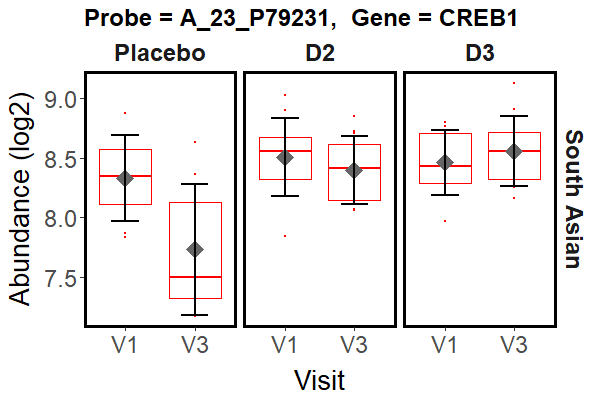 Probe = A_23_P79231,  Gene = CREB1
Placebo D2 D3
Abundance (log2)
9.0
8.5
8.0
7.5
South Asian
V1 V3 V1 V3 V1 V3
Visit